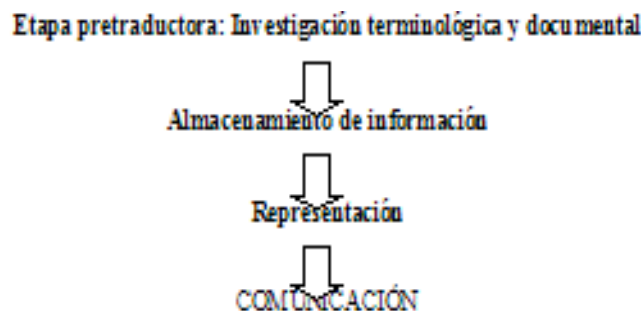 Etapa pretraductora: Investigación terminológica y documental
Almacenamiento de información
Representación
COMUNICACIÓN